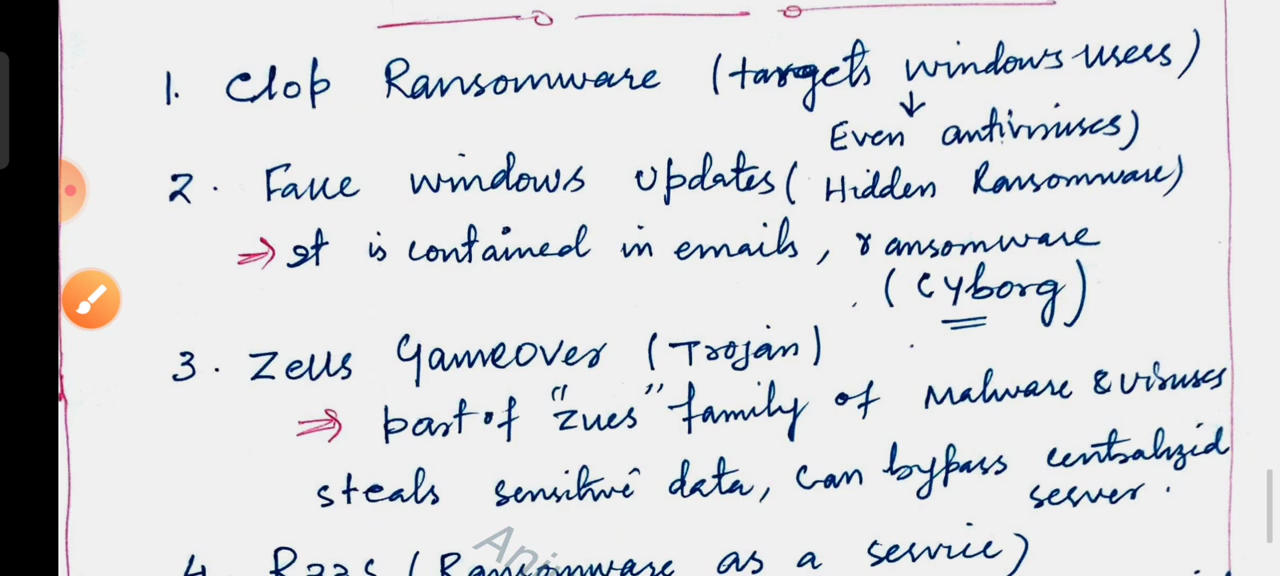 1. Clop Ransomware (targets windows users)
↓
Even antiviruses)
2. Fake windows updates (Hidden Ransomware)
⇒ It is contained in emails, ransomware
(Cyborg)
3. Zeus Gameover (Trojan)
⇒ part of "Zues" family of Malware & viruses
steals sensitive data, can bypass centralizid
server.
4. RaaS (Ransomware as a service)